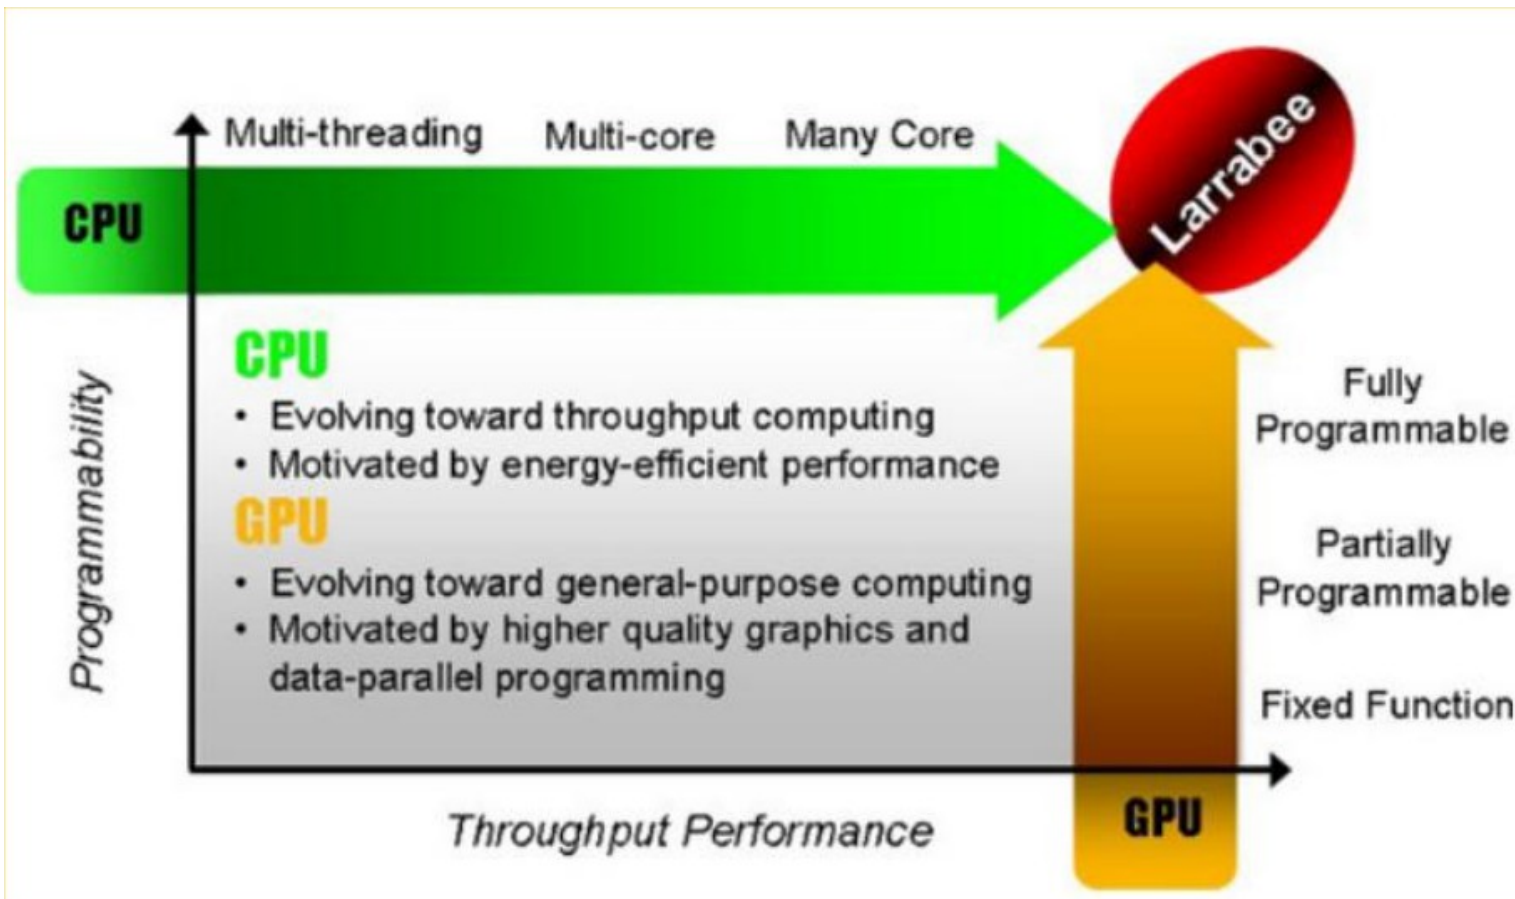 Multi-threading Multi-core Many Core
Larrabee
CPU
CPU
• Evolving toward throughput computing
• Motivated by energy-efficient performance
GPU
• Evolving toward general-purpose computing
• Motivated by higher quality graphics and
data-parallel programming
Programmability
Fully
Programmable
Partially
Programmable
Fixed Function
GPU
Throughput Performance